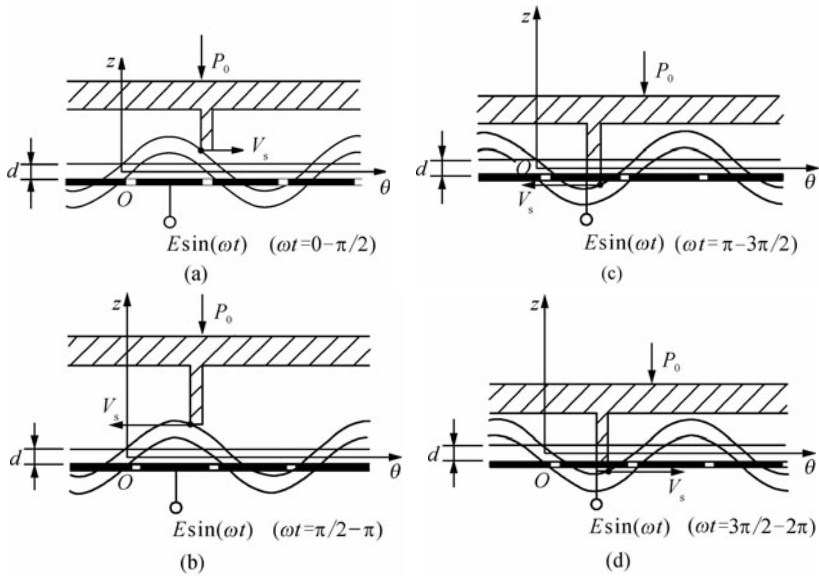 z
P₀
Vₛ
d
θ
O
Esin(ωt) (ωt=0−π/2)
(a)
z
P₀
d
O
θ
Vₛ
Esin(ωt) (ωt=π−3π/2)
(c)
z
P₀
Vₛ
d
θ
O
Esin(ωt) (ωt=π/2−π)
(b)
z
P₀
d
θ
O
Vₛ
Esin(ωt) (ωt=3π/2−2π)
(d)